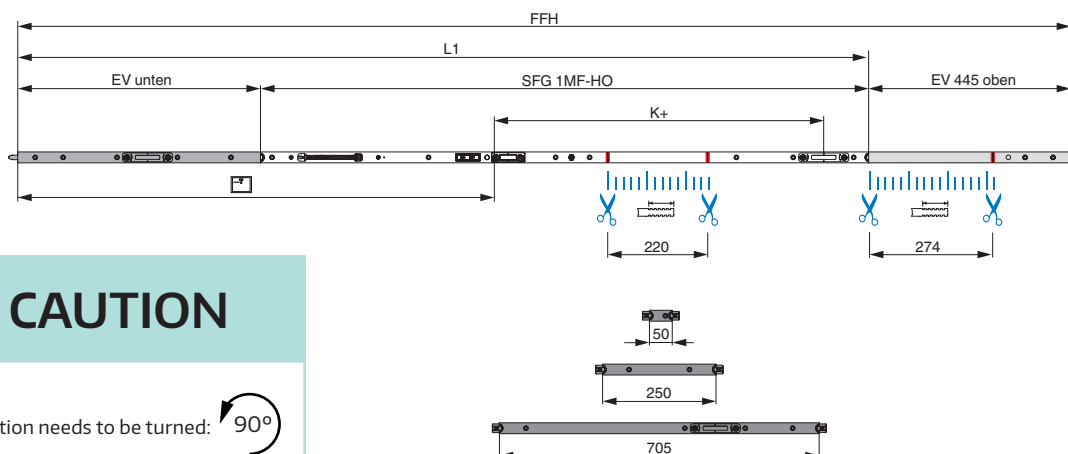 FFH
L1
EV unten
SFG 1MF-HO
EV 445 oben
K+
220
274
CAUTION
tion needs to be turned:
90°
50
250
705